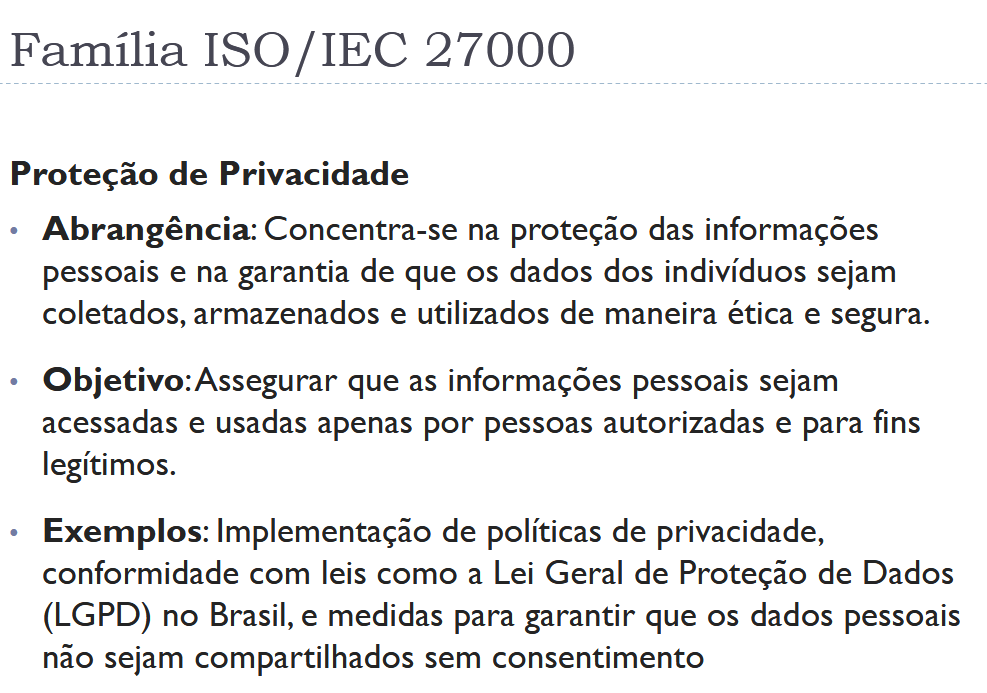 Família ISO/IEC 27000
Proteção de Privacidade
• Abrangência: Concentra-se na proteção das informações
pessoais e na garantia de que os dados dos indivíduos sejam
coletados, armazenados e utilizados de maneira ética e segura.
• Objetivo: Assegurar que as informações pessoais sejam
acessadas e usadas apenas por pessoas autorizadas e para fins
legítimos.
• Exemplos: Implementação de políticas de privacidade,
conformidade com leis como a Lei Geral de Proteção de Dados
(LGPD) no Brasil, e medidas para garantir que os dados pessoais
não sejam compartilhados sem consentimento